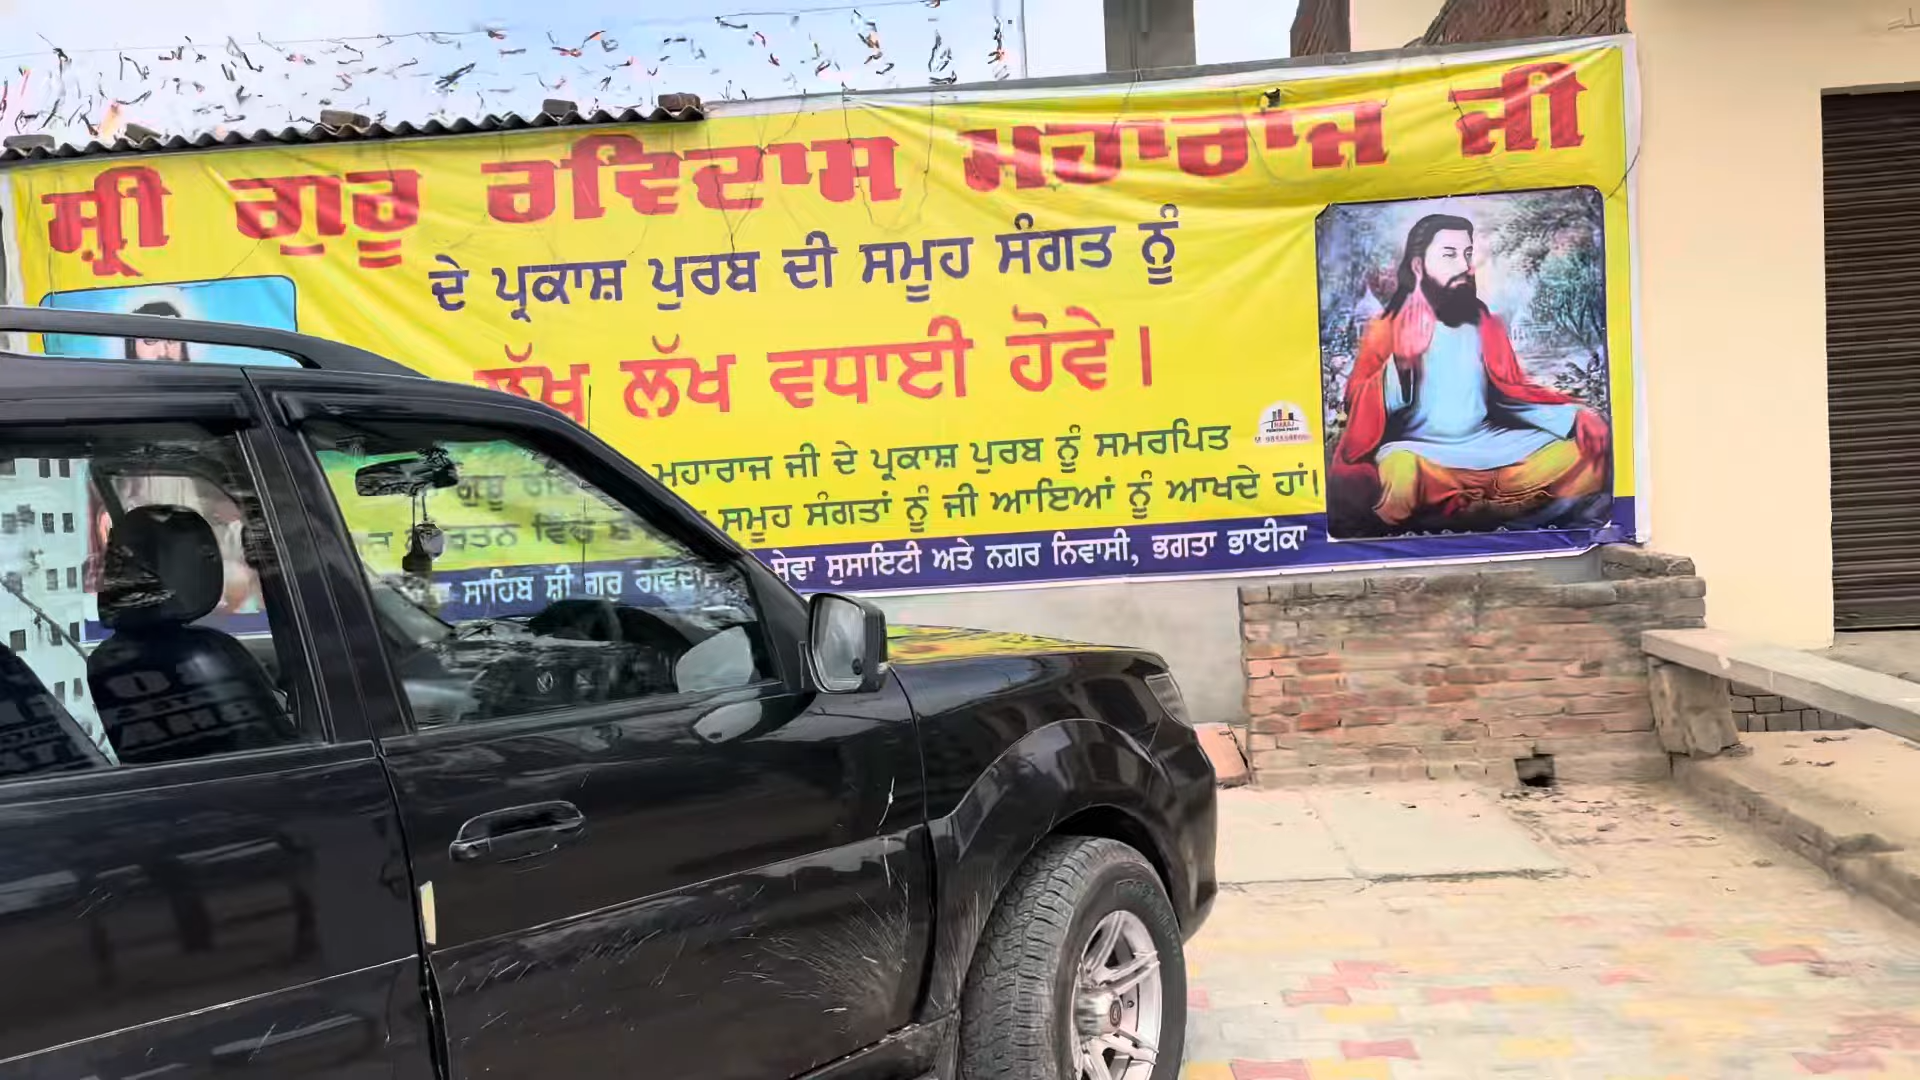 ਸ਼੍ਰੀ ਗੁਰੂ ਰਵਿਦਾਸ ਮਹਾਰਾਜ ਜੀ
ਦੇ ਪ੍ਰਕਾਸ਼ ਪੁਰਬ ਦੀ ਸਮੂਹ ਸੰਗਤ ਨੂੰ
ਲੱਖ ਲੱਖ ਵਧਾਈ ਹੋਵੇ।
ਮਹਾਰਾਜ ਜੀ ਦੇ ਪ੍ਰਕਾਸ਼ ਪੁਰਬ ਨੂੰ ਸਮਰਪਿਤ
ਸਮੂਹ ਸੰਗਤਾਂ ਨੂੰ ਜੀ ਆਇਆਂ ਨੂੰ ਆਖਦੇ ਹਾਂ।
ਸਾਹਿਬ ਸ਼੍ਰੀ ਗੁਰੂ ਸੇਵਾ ਸੁਸਾਇਟੀ ਅਤੇ ਨਗਰ ਨਿਵਾਸੀ, ਭਗਤਾ ਭਾਈਕਾ